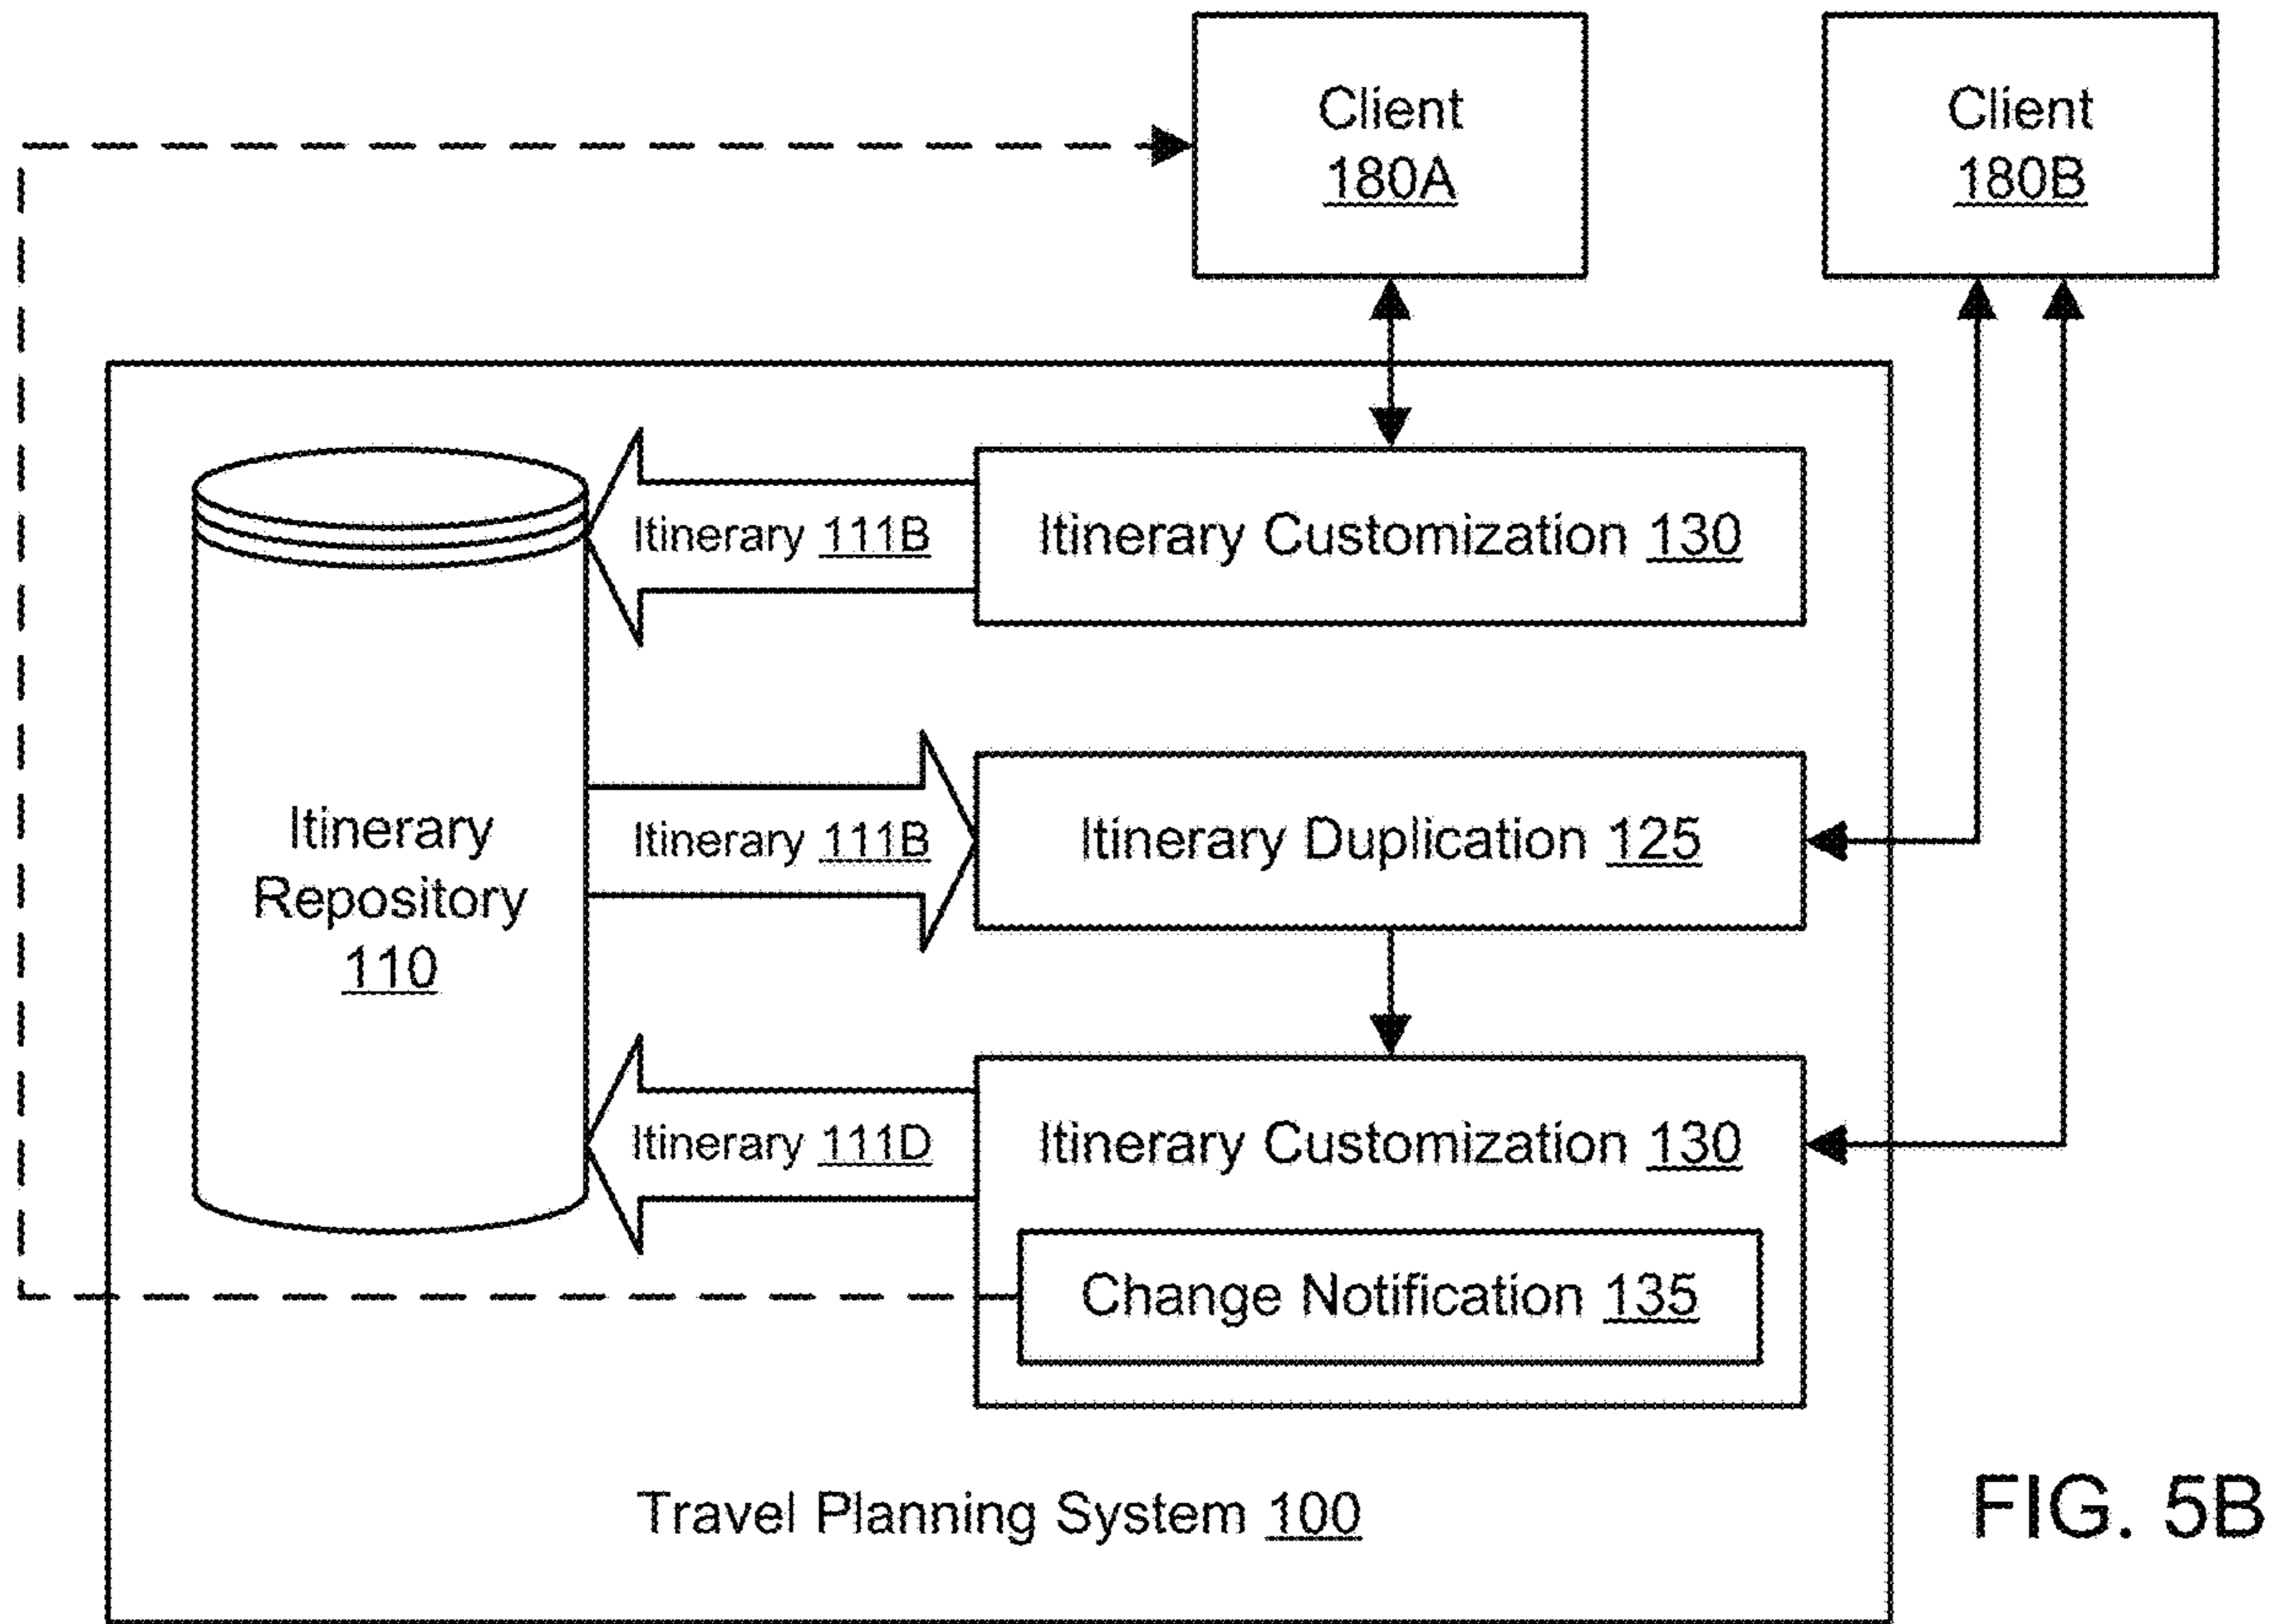 Client
180A
Client
180B
Itinerary 111B
Itinerary Customization 130
Itinerary
Repository
110
Itinerary 111B
Itinerary Duplication 125
Itinerary 111D
Itinerary Customization 130
Change Notification 135
Travel Planning System 100
FIG. 5B